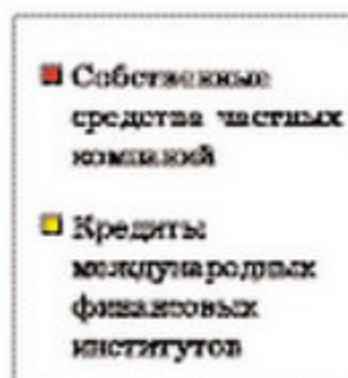 Собственные
средства частных
компаний
Кредиты
международных
финансовых
институтов